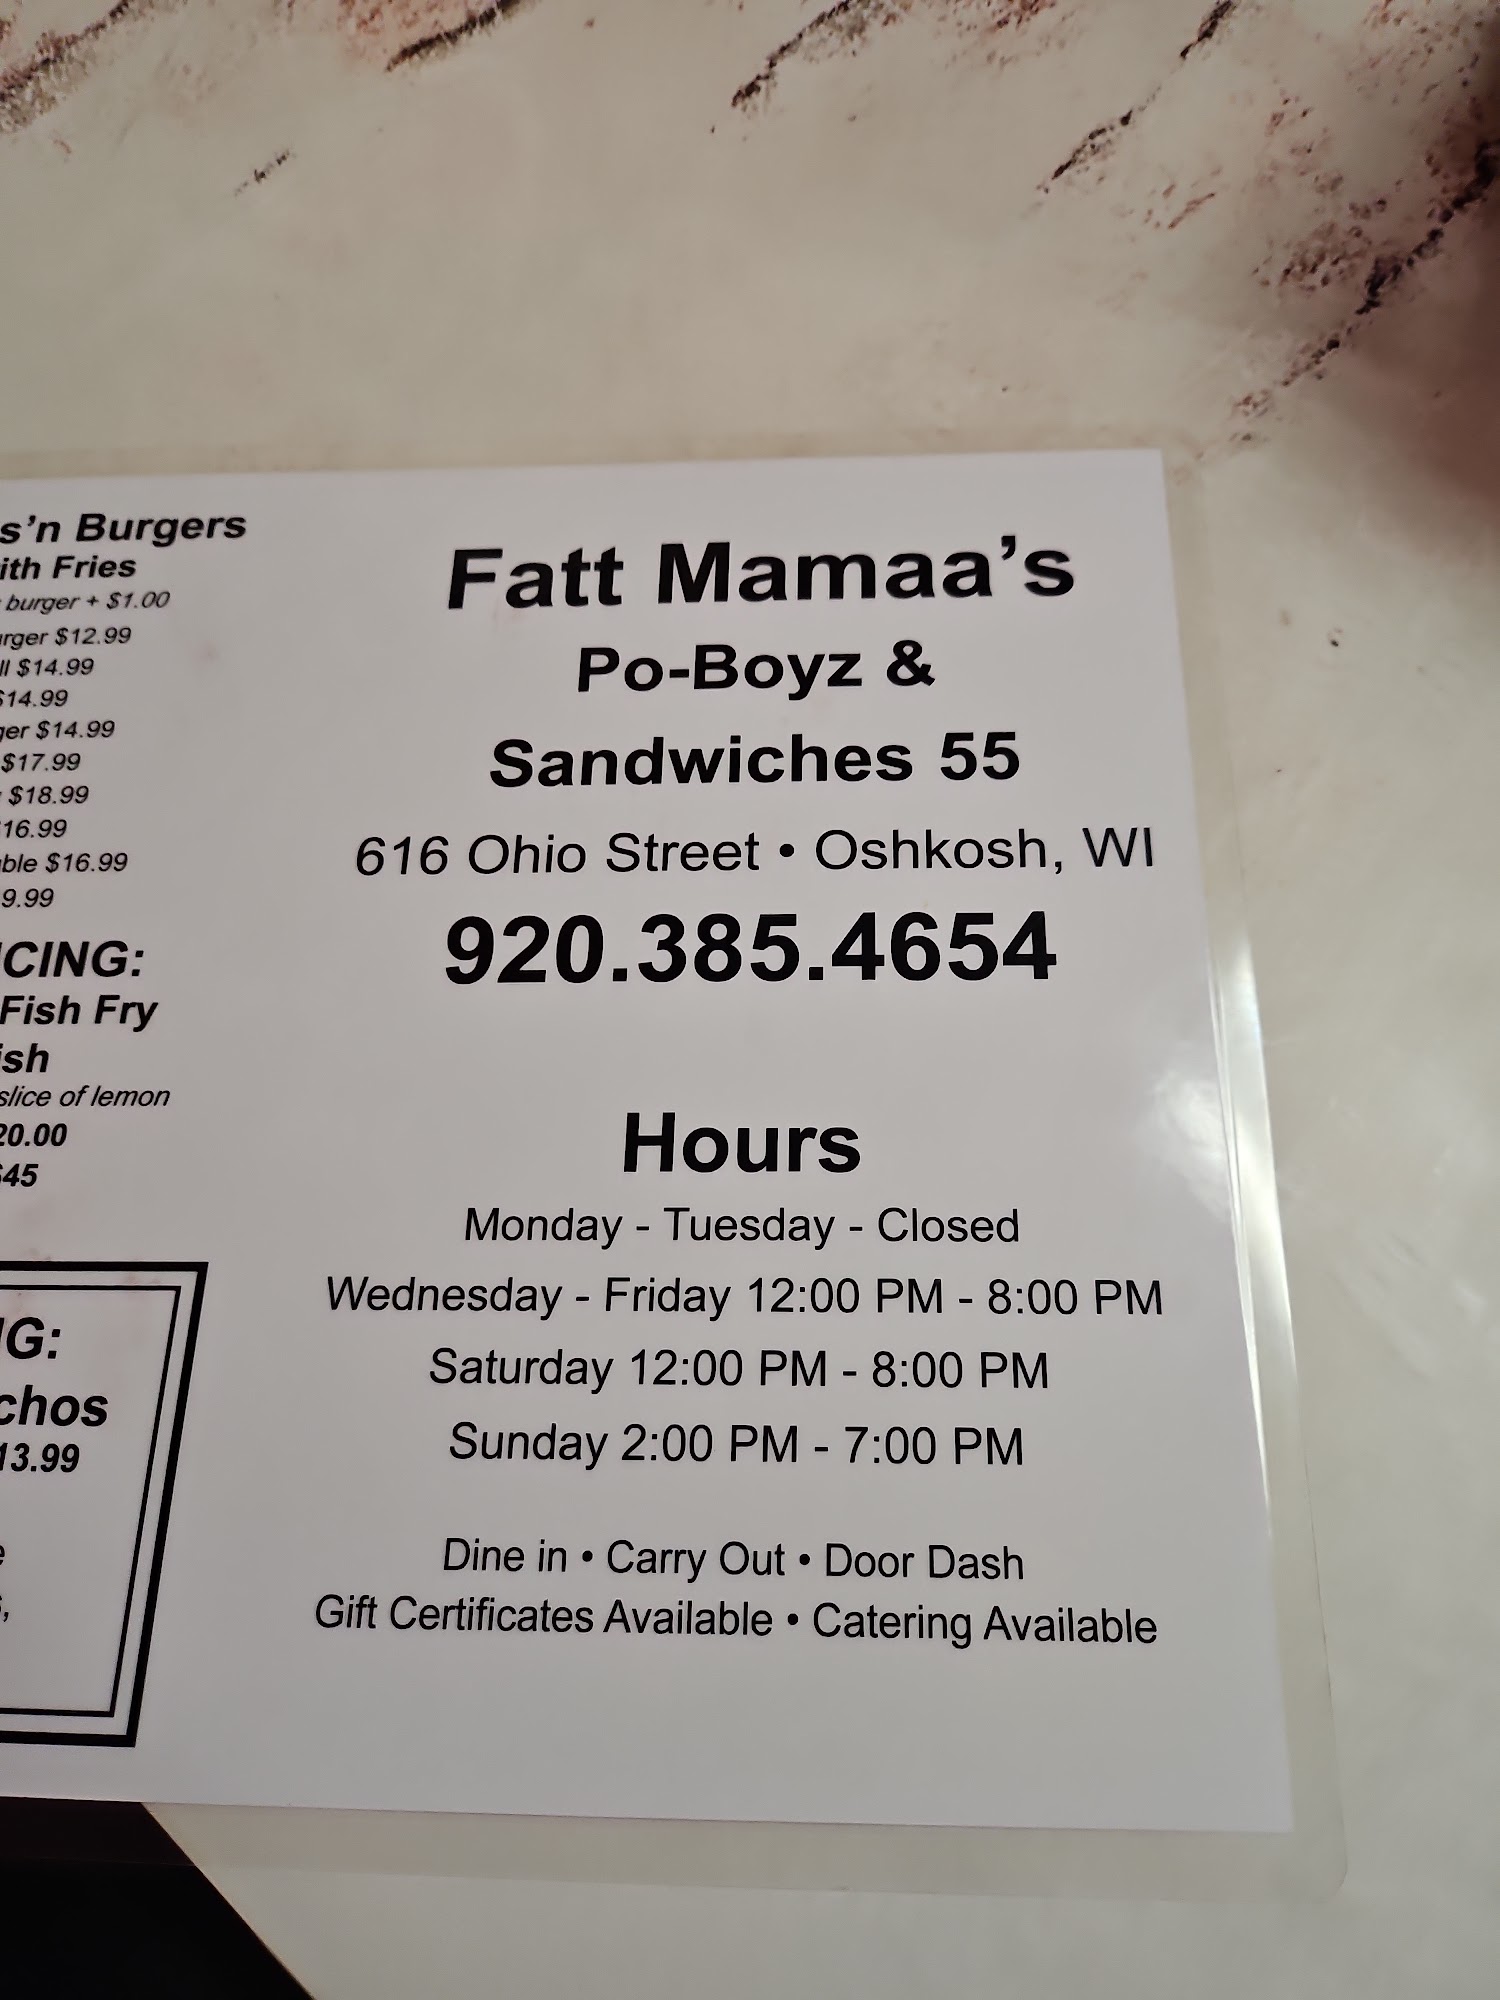 s'n Burgers
ith Fries
burger + $1.00
rger $12.99
ll $14.99
$14.99
ger $14.99
$17.99
$18.99
16.99
ble $16.99
9.99
CING:
Fish Fry
ish
slice of lemon
20.00
$45
G:
chos
13.99
Fatt Mamaa's
Po-Boyz &
Sandwiches 55
616 Ohio Street • Oshkosh, WI
920.385.4654
Hours
Monday - Tuesday - Closed
Wednesday - Friday 12:00 PM - 8:00 PM
Saturday 12:00 PM - 8:00 PM
Sunday 2:00 PM - 7:00 PM
Dine in • Carry Out • Door Dash
Gift Certificates Available • Catering Available